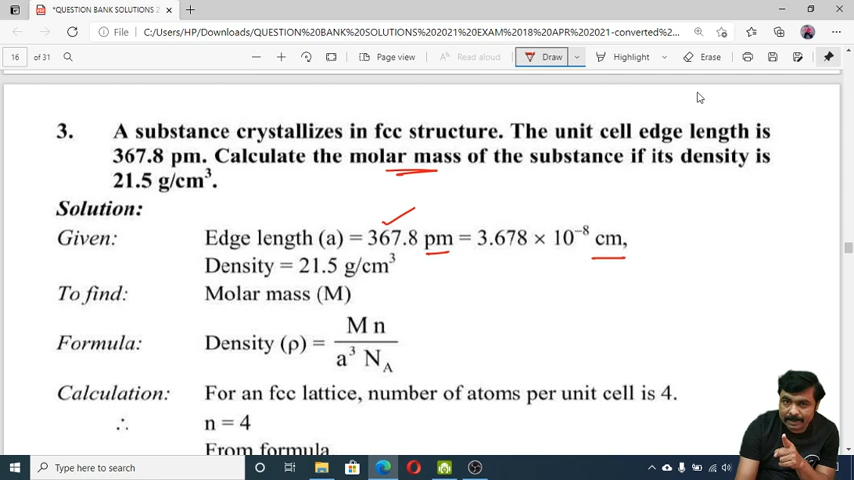 *QUESTION BANK SOLUTIONS 2
File
C:/Users/HP/Downloads/QUESTION%20BANK%20SOLUTIONS%202021%20EXAM%2018%20APR%202021-converted%2...
16 of 31
Page view
Read aloud
Draw
Highlight
Erase
3. A substance crystallizes in fcc structure. The unit cell edge length is
367.8 pm. Calculate the molar mass of the substance if its density is
21.5 g/cm³.
Solution:
Given: Edge length (a) = 367.8 pm = 3.678 × 10⁻⁸ cm,
Density = 21.5 g/cm³
To find: Molar mass (M)
Formula: Density (ρ) = M n / a³ N_A
Calculation: For an fcc lattice, number of atoms per unit cell is 4.
∴ n = 4
From formula
Type here to search